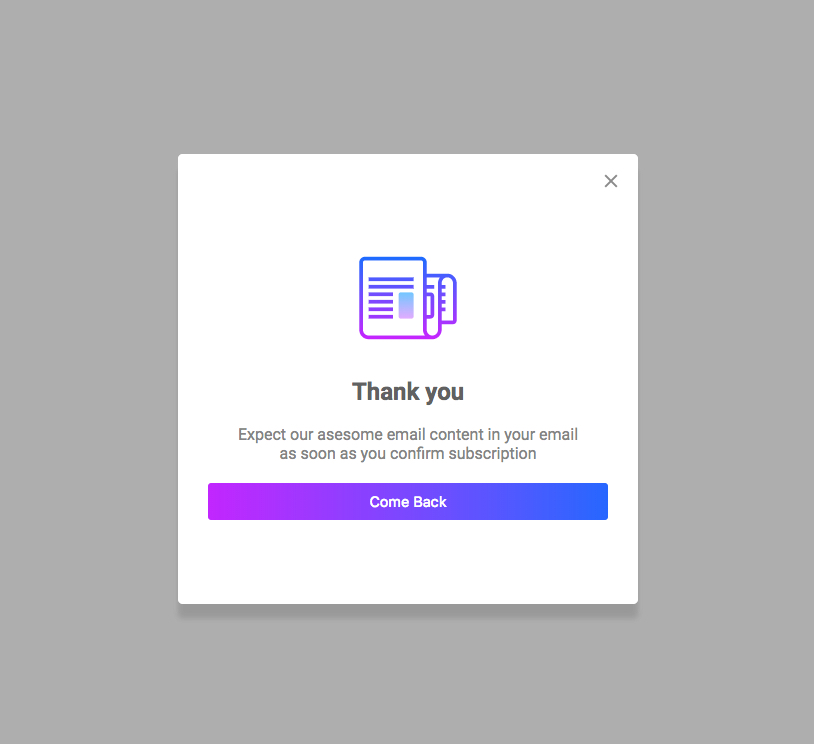 Thank you
Expect our asesome email content in your email
as soon as you confirm subscription
Come Back